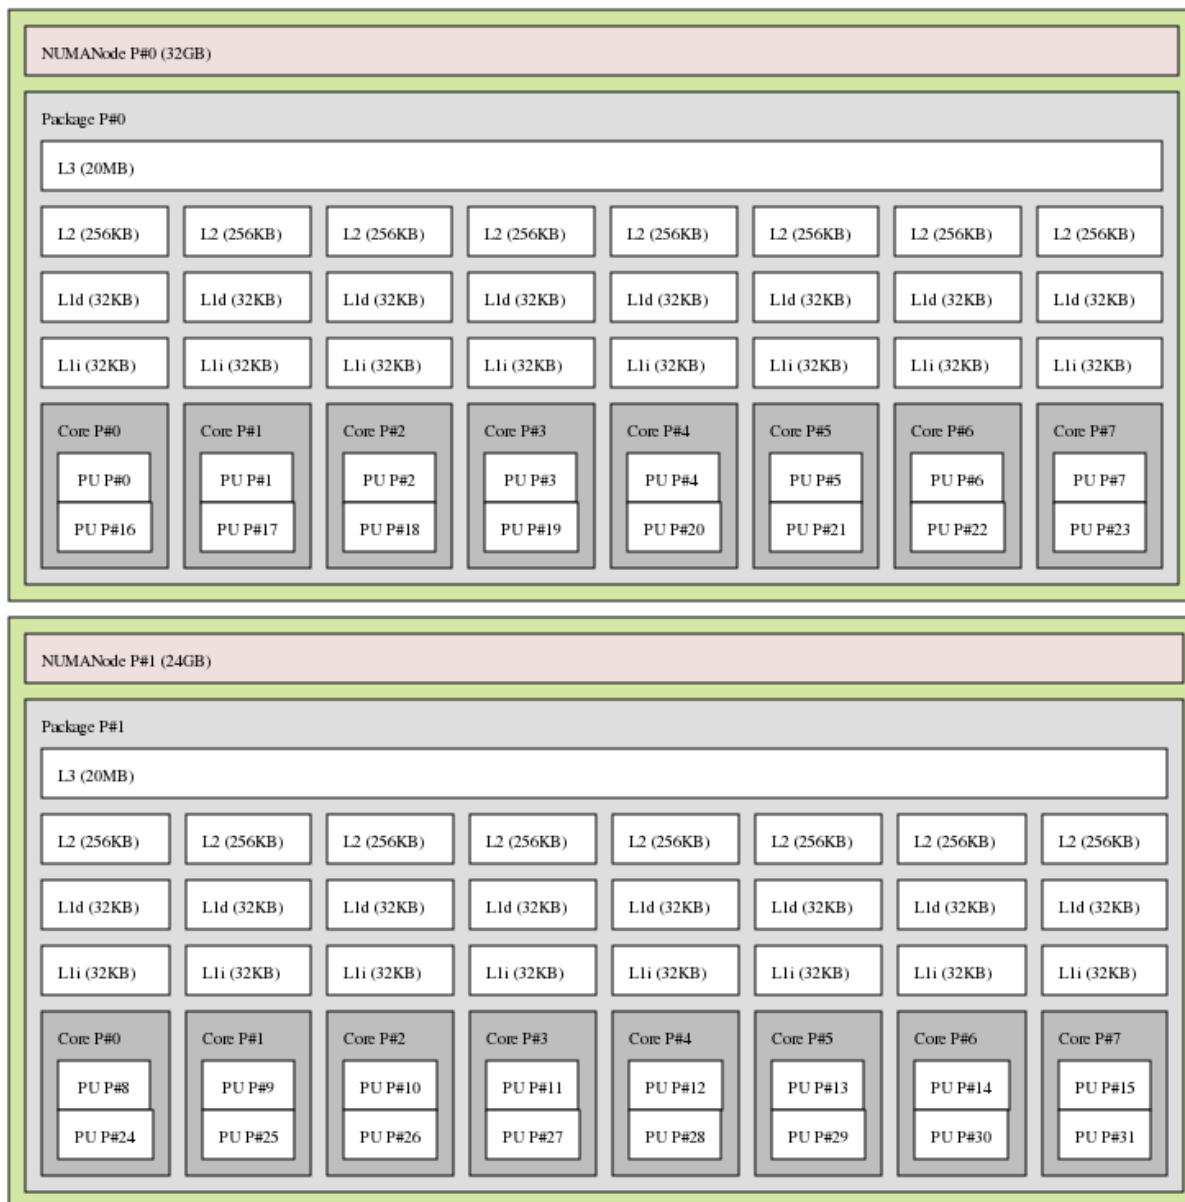 NUMANode P#0 (32GB)
Package P#0
L3 (20MB)
L2 (256KB) L2 (256KB) L2 (256KB) L2 (256KB) L2 (256KB) L2 (256KB) L2 (256KB) L2 (256KB)
L1d (32KB) L1d (32KB) L1d (32KB) L1d (32KB) L1d (32KB) L1d (32KB) L1d (32KB) L1d (32KB)
L1i (32KB) L1i (32KB) L1i (32KB) L1i (32KB) L1i (32KB) L1i (32KB) L1i (32KB) L1i (32KB)
Core P#0 Core P#1 Core P#2 Core P#3 Core P#4 Core P#5 Core P#6 Core P#7
PU P#0 PU P#1 PU P#2 PU P#3 PU P#4 PU P#5 PU P#6 PU P#7
PU P#16 PU P#17 PU P#18 PU P#19 PU P#20 PU P#21 PU P#22 PU P#23
NUMANode P#1 (24GB)
Package P#1
L3 (20MB)
L2 (256KB) L2 (256KB) L2 (256KB) L2 (256KB) L2 (256KB) L2 (256KB) L2 (256KB) L2 (256KB)
L1d (32KB) L1d (32KB) L1d (32KB) L1d (32KB) L1d (32KB) L1d (32KB) L1d (32KB) L1d (32KB)
L1i (32KB) L1i (32KB) L1i (32KB) L1i (32KB) L1i (32KB) L1i (32KB) L1i (32KB) L1i (32KB)
Core P#0 Core P#1 Core P#2 Core P#3 Core P#4 Core P#5 Core P#6 Core P#7
PU P#8 PU P#9 PU P#10 PU P#11 PU P#12 PU P#13 PU P#14 PU P#15
PU P#24 PU P#25 PU P#26 PU P#27 PU P#28 PU P#29 PU P#30 PU P#31